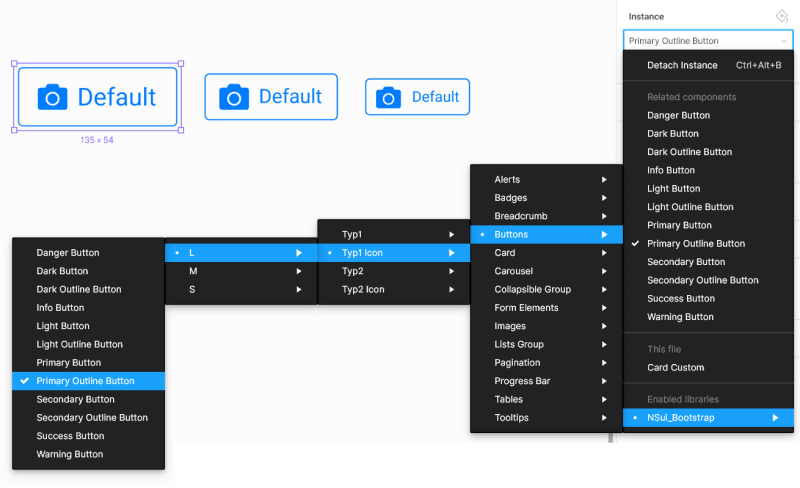 Instance
Primary Outline Button
Default
Default
Default
135 × 54
Detach Instance Ctrl+Alt+B
Related components
Danger Button
Dark Button
Dark Outline Button
Info Button
Light Button
Light Outline Button
Primary Button
Primary Outline Button
Secondary Button
Secondary Outline Button
Success Button
Warning Button
This file
Card Custom
Enabled libraries
NSui_Bootstrap
Alerts
Badges
Breadcrumb
Buttons
Card
Carousel
Collapsible Group
Form Elements
Images
Lists Group
Pagination
Progress Bar
Tables
Tooltips
Typ1
Typ1 Icon
Typ2
Typ2 Icon
L
M
S
Danger Button
Dark Button
Dark Outline Button
Info Button
Light Button
Light Outline Button
Primary Button
Primary Outline Button
Secondary Button
Secondary Outline Button
Success Button
Warning Button